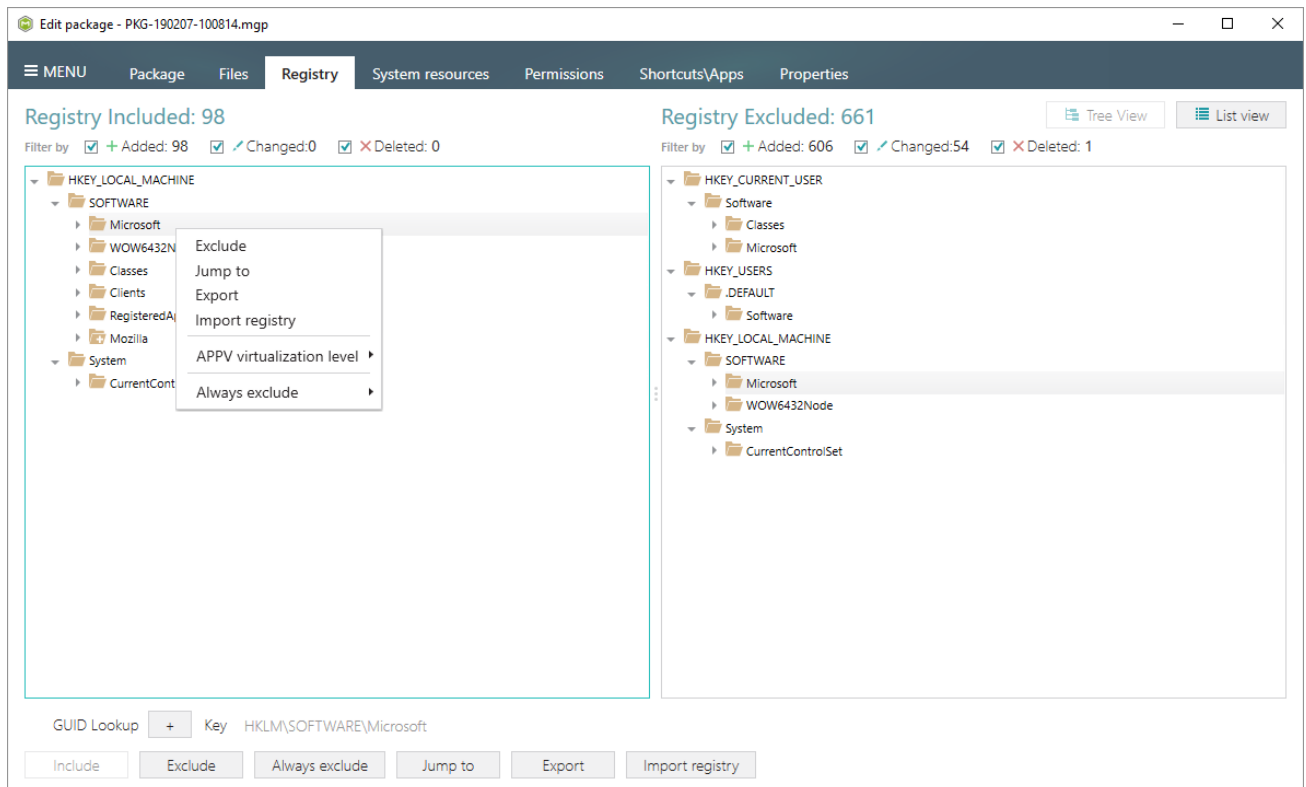 Edit package - PKG-190207-100814.mgp
MENU Package Files Registry System resources Permissions Shortcuts\Apps Properties
Registry Included: 98
Filter by Added: 98 Changed:0 Deleted: 0
HKEY_LOCAL_MACHINE
SOFTWARE
Microsoft
WOW6432N
Classes
Clients
RegisteredA
Mozilla
System
CurrentCont
Exclude
Jump to
Export
Import registry
APPV virtualization level
Always exclude
Registry Excluded: 661
Tree View
List view
Filter by Added: 606 Changed:54 Deleted: 1
HKEY_CURRENT_USER
Software
Classes
Microsoft
HKEY_USERS
.DEFAULT
Software
HKEY_LOCAL_MACHINE
SOFTWARE
Microsoft
WOW6432Node
System
CurrentControlSet
GUID Lookup + Key HKLM\SOFTWARE\Microsoft
Include Exclude Always exclude Jump to Export Import registry